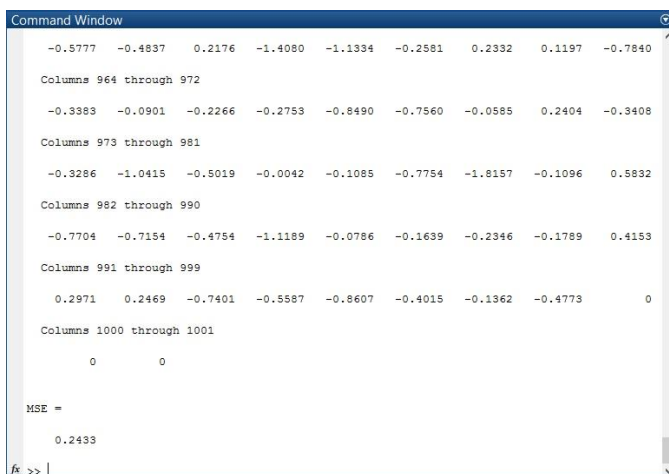 Command Window
-0.5777 -0.4837 0.2176 -1.4080 -1.1334 -0.2581 0.2332 0.1197 -0.7840
Columns 964 through 972
-0.3383 -0.0901 -0.2266 -0.2753 -0.8490 -0.7560 -0.0585 0.2404 -0.3408
Columns 973 through 981
-0.3286 -1.0415 -0.5019 -0.0042 -0.1085 -0.7754 -1.8157 -0.1096 0.5832
Columns 982 through 990
-0.7704 -0.7154 -0.4754 -1.1189 -0.0786 -0.1639 -0.2346 -0.1789 0.4153
Columns 991 through 999
0.2971 0.2469 -0.7401 -0.5587 -0.8607 -0.4015 -0.1362 -0.4773 0
Columns 1000 through 1001
0 0
MSE =
0.2433
fx >>